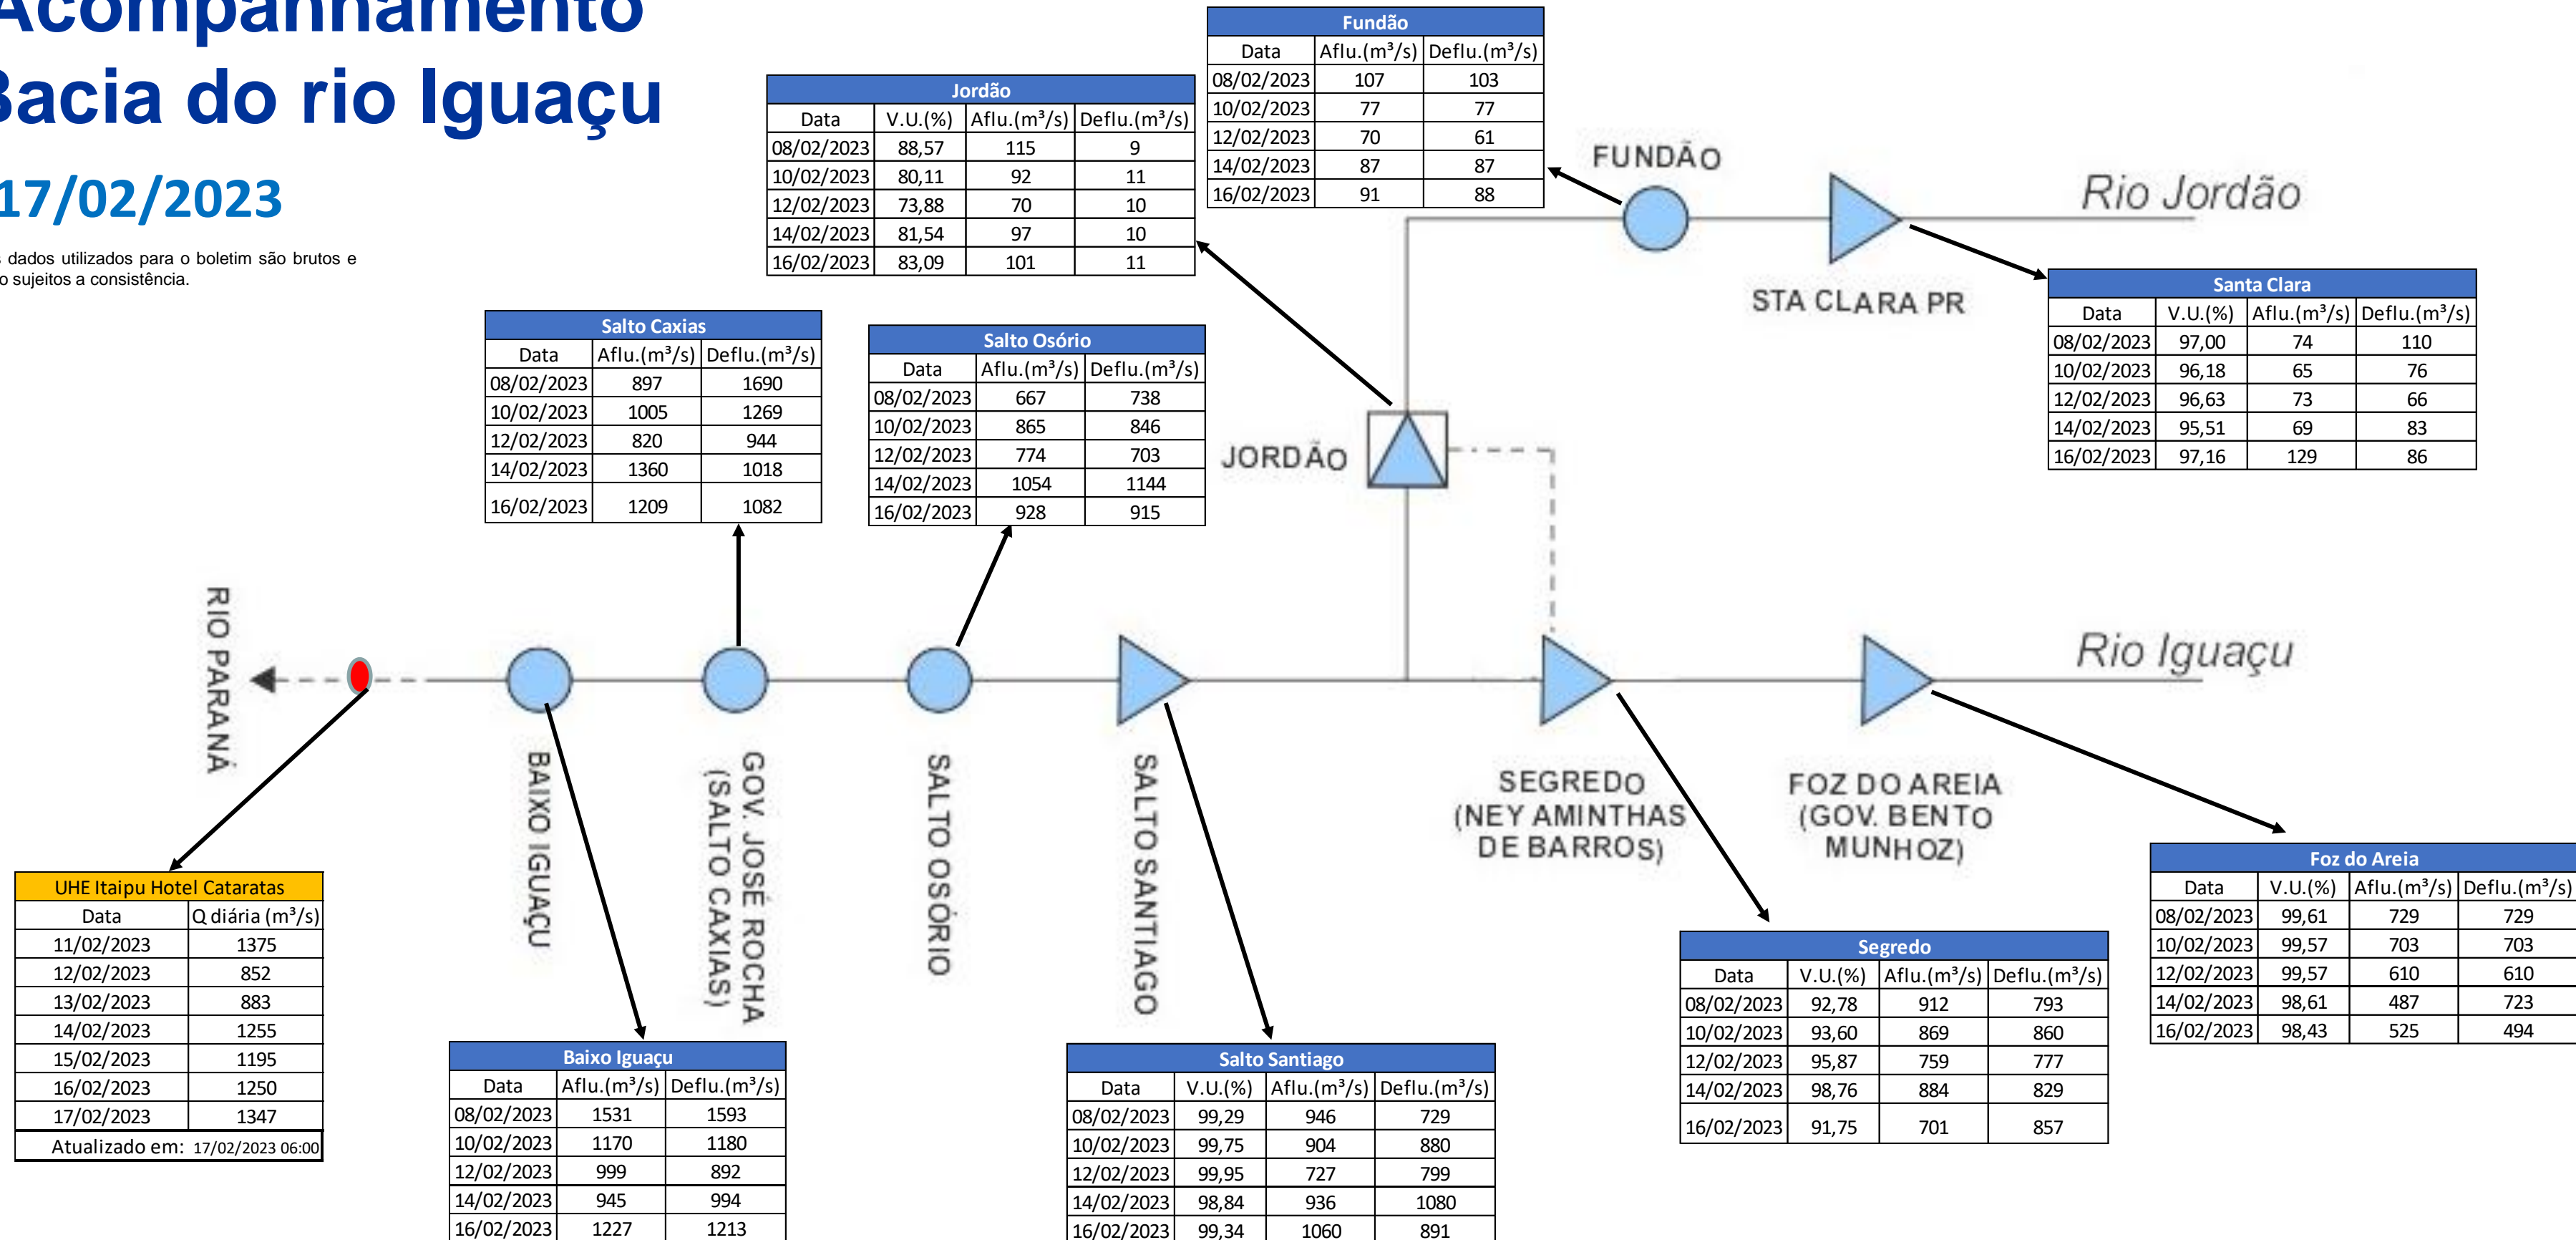 Acompanhamento
Bacia do rio Iguaçu
17/02/2023
s dados utilizados para o boletim são brutos e
o sujeitos a consistência.
Fundão
Data Aflu.(m³/s) Deflu.(m³/s)
08/02/2023 107 103
10/02/2023 77 77
12/02/2023 70 61
14/02/2023 87 87
16/02/2023 91 88
Jordão
Data V.U.(%) Aflu.(m³/s) Deflu.(m³/s)
08/02/2023 88,57 115 9
10/02/2023 80,11 92 11
12/02/2023 73,88 70 10
14/02/2023 81,54 97 10
16/02/2023 83,09 101 11
FUNDÃO
Rio Jordão
STA CLARA PR
Santa Clara
Data V.U.(%) Aflu.(m³/s) Deflu.(m³/s)
08/02/2023 97,00 74 110
10/02/2023 96,18 65 76
12/02/2023 96,63 73 66
14/02/2023 95,51 69 83
16/02/2023 97,16 129 86
Salto Caxias
Data Aflu.(m³/s) Deflu.(m³/s)
08/02/2023 897 1690
10/02/2023 1005 1269
12/02/2023 820 944
14/02/2023 1360 1018
16/02/2023 1209 1082
Salto Osório
Data Aflu.(m³/s) Deflu.(m³/s)
08/02/2023 667 738
10/02/2023 865 846
12/02/2023 774 703
14/02/2023 1054 1144
16/02/2023 928 915
JORDÃO
RIO PARANÁ
Rio Iguaçu
BAIXO IGUAÇU
GOV. JOSÉ ROCHA
(SALTO CAXIAS)
SALTO OSÓRIO
SALTO SANTIAGO
SEGREDO
(NEY AMINTHAS
DE BARROS)
FOZ DO AREIA
(GOV. BENTO
MUNHOZ)
UHE Itaipu Hotel Cataratas
Data Q diária (m³/s)
11/02/2023 1375
12/02/2023 852
13/02/2023 883
14/02/2023 1255
15/02/2023 1195
16/02/2023 1250
17/02/2023 1347
Atualizado em: 17/02/2023 06:00
Baixo Iguaçu
Data Aflu.(m³/s) Deflu.(m³/s)
08/02/2023 1531 1593
10/02/2023 1170 1180
12/02/2023 999 892
14/02/2023 945 994
16/02/2023 1227 1213
Salto Santiago
Data V.U.(%) Aflu.(m³/s) Deflu.(m³/s)
08/02/2023 99,29 946 729
10/02/2023 99,75 904 880
12/02/2023 99,95 727 799
14/02/2023 98,84 936 1080
16/02/2023 99,34 1060 891
Segredo
Data V.U.(%) Aflu.(m³/s) Deflu.(m³/s)
08/02/2023 92,78 912 793
10/02/2023 93,60 869 860
12/02/2023 95,87 759 777
14/02/2023 98,76 884 829
16/02/2023 91,75 701 857
Foz do Areia
Data V.U.(%) Aflu.(m³/s) Deflu.(m³/s)
08/02/2023 99,61 729 729
10/02/2023 99,57 703 703
12/02/2023 99,57 610 610
14/02/2023 98,61 487 723
16/02/2023 98,43 525 494